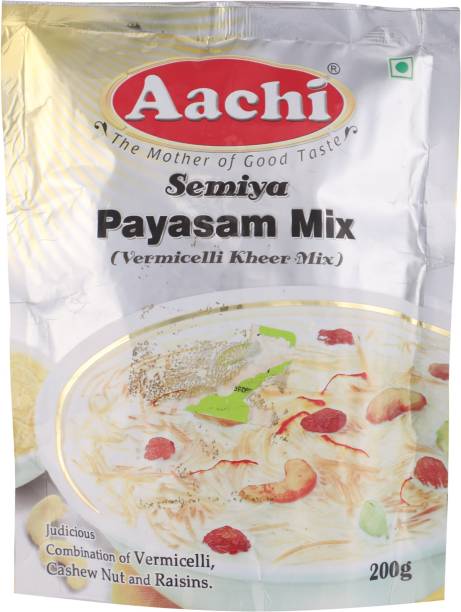 Aachi®
The Mother of Good Taste
Semiya
Payasam Mix
(Vermicelli Kheer Mix)
Judicious
Combination of Vermicelli,
Cashew Nut and Raisins.
200g